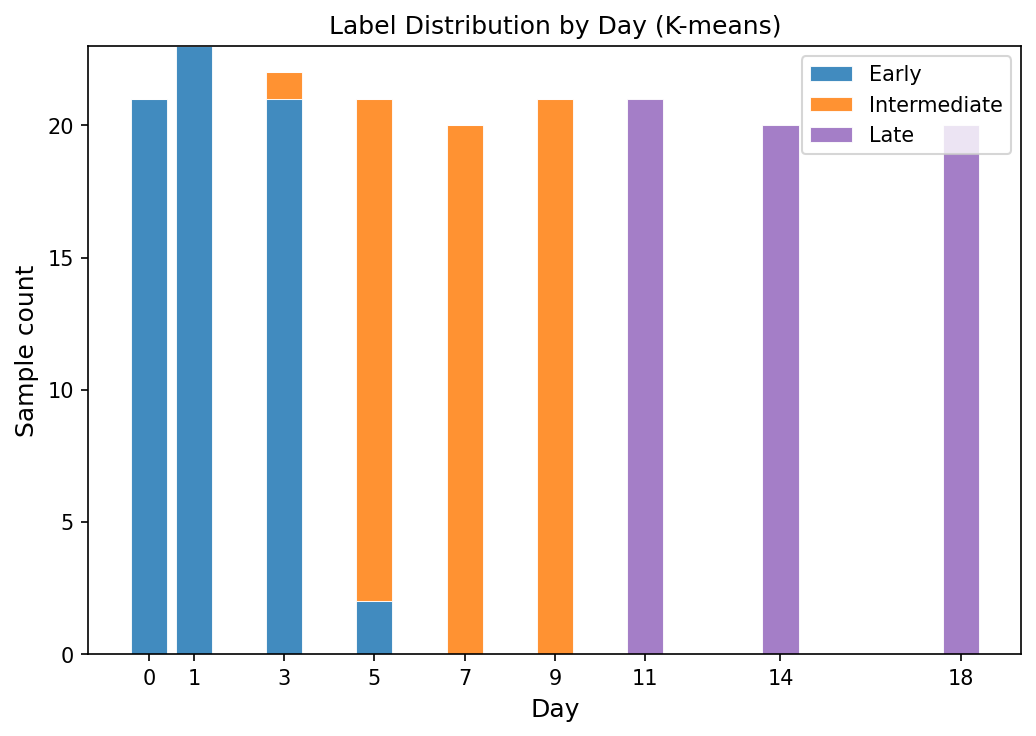 Label Distribution by Day (K-means)
Early
Intermediate
Late
20
15
10
5
0
Sample count
0 1 3 5 7 9 11 14 18
Day